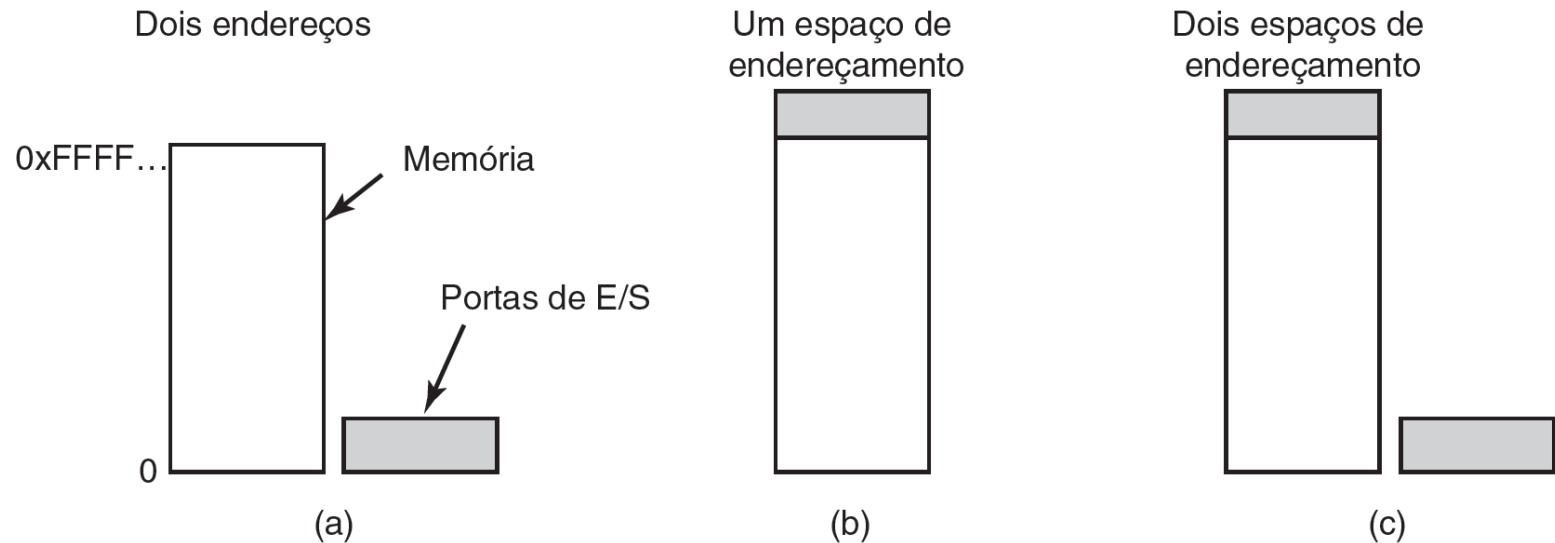 Dois endereços
Um espaço de
endereçamento
Dois espaços de
endereçamento
0xFFFF…
Memória
Portas de E/S
0
(a)
(b)
(c)